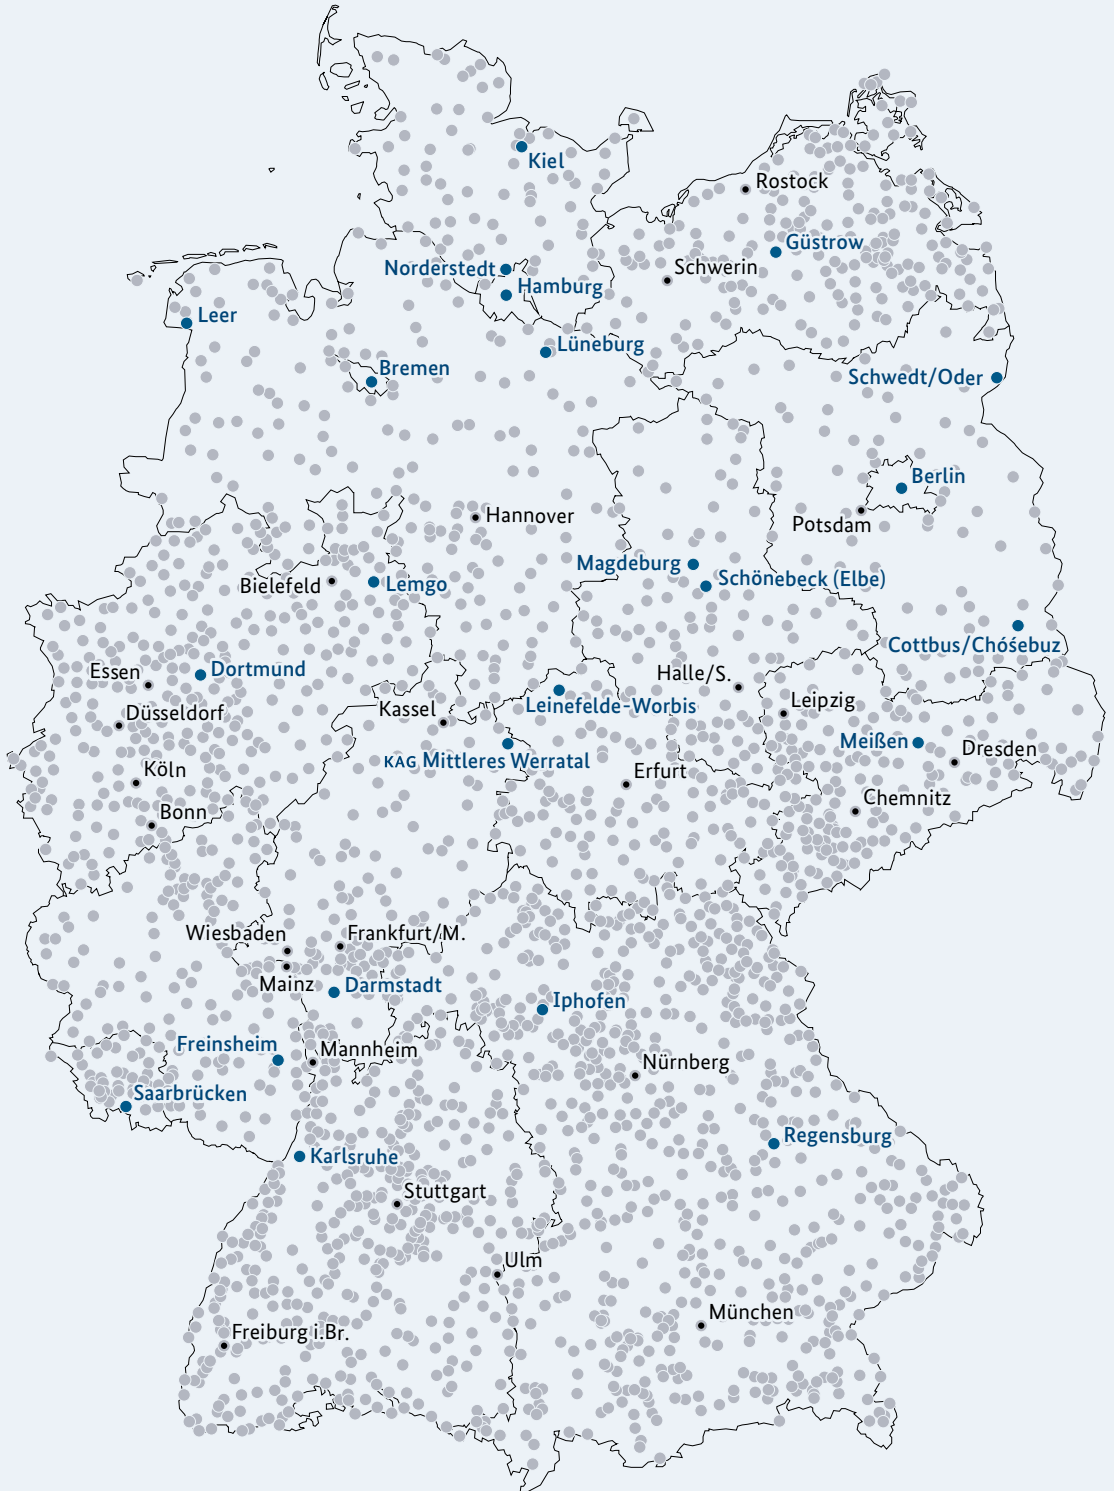 Kiel
Rostock
Güstrow
Norderstedt
Schwerin
Hamburg
Leer
Lüneburg
Bremen
Schwedt/Oder
Berlin
Hannover
Potsdam
Magdeburg
Schönebeck (Elbe)
Bielefeld
Lemgo
Cottbus/Chóśebuz
Essen
Dortmund
Halle/S.
Leipzig
Leinefelde-Worbis
Kassel
Düsseldorf
Meißen
Dresden
KAG Mittleres Werratal
Köln
Erfurt
Chemnitz
Bonn
Wiesbaden
Frankfurt/M.
Mainz
Darmstadt
Iphofen
Freinsheim
Mannheim
Nürnberg
Saarbrücken
Regensburg
Karlsruhe
Stuttgart
Ulm
München
Freiburg i.Br.